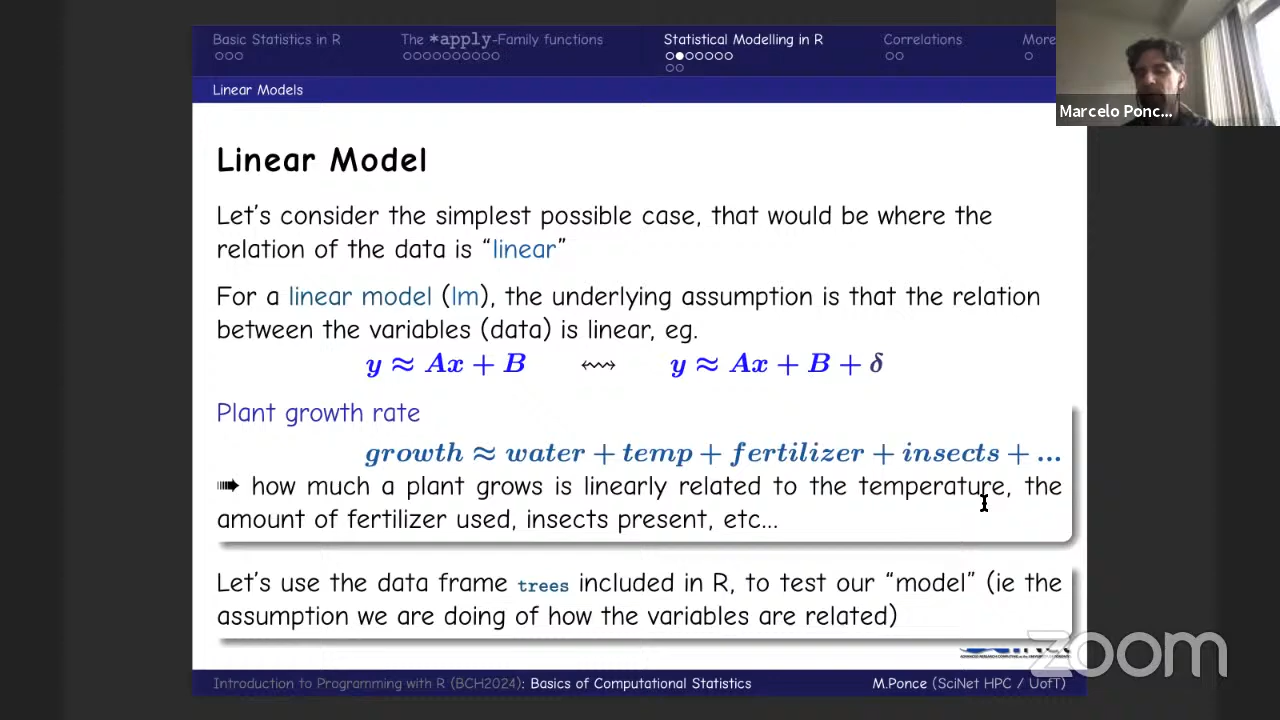 Basic Statistics in R
The *apply-Family functions
Statistical Modelling in R
Correlations
More
Linear Models
Marcelo Ponc...
Linear Model
Let's consider the simplest possible case, that would be where the
relation of the data is “linear”
For a linear model (lm), the underlying assumption is that the relation
between the variables (data) is linear, eg.
y ≈ Ax + B ⇝ y ≈ Ax + B + δ
Plant growth rate
growth ≈ water + temp + fertilizer + insects + ...
➠ how much a plant grows is linearly related to the temperature, the
amount of fertilizer used, insects present, etc...
Let's use the data frame trees included in R, to test our “model” (ie the
assumption we are doing of how the variables are related)
zoom
Introduction to Programming with R (BCH2024): Basics of Computational Statistics
M.Ponce (SciNet HPC / UofT)